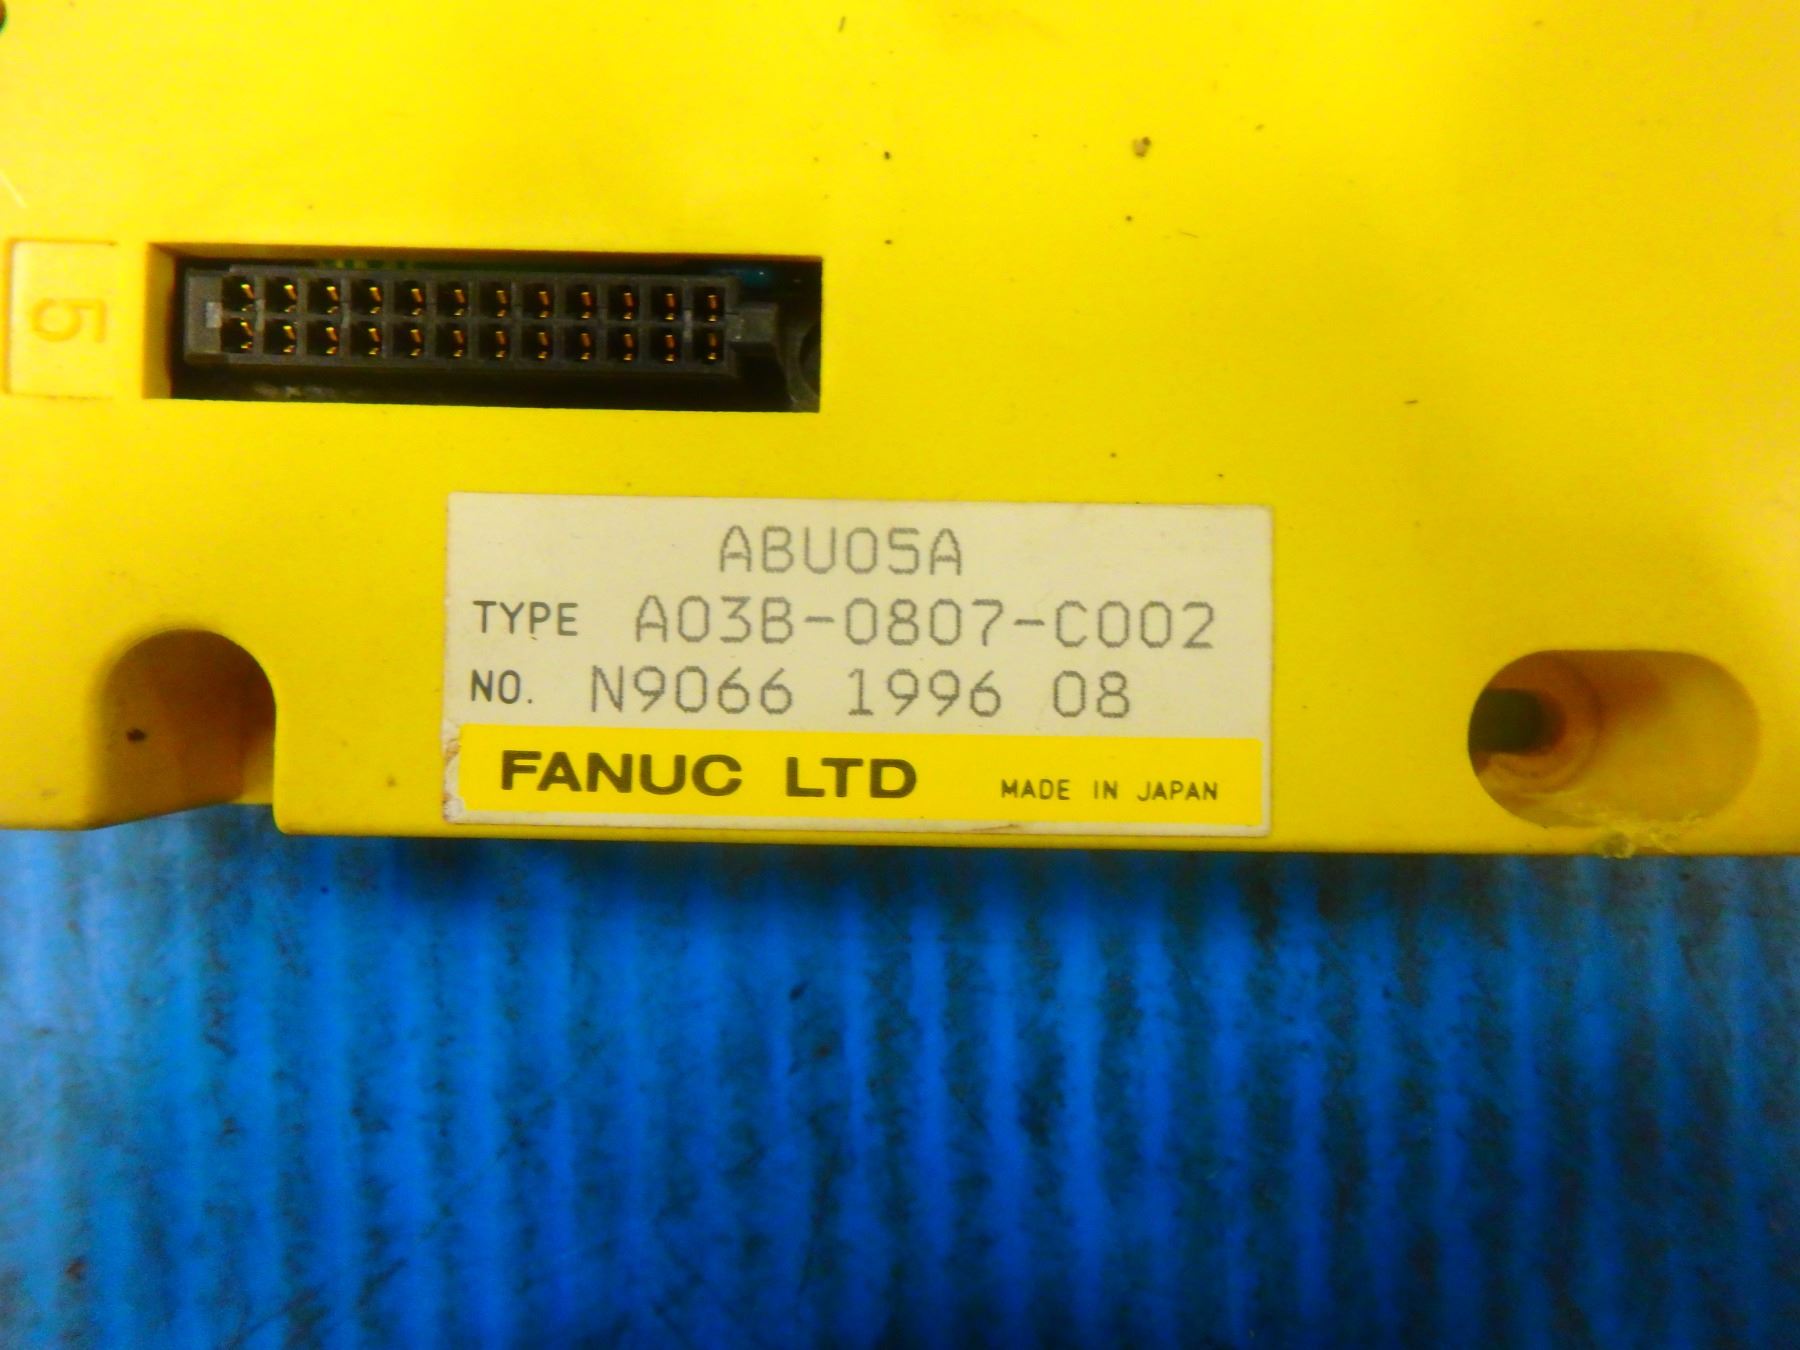 5
ABU05A
TYPE A03B-0807-C002
NO. N9066 1996 08
FANUC LTD MADE IN JAPAN